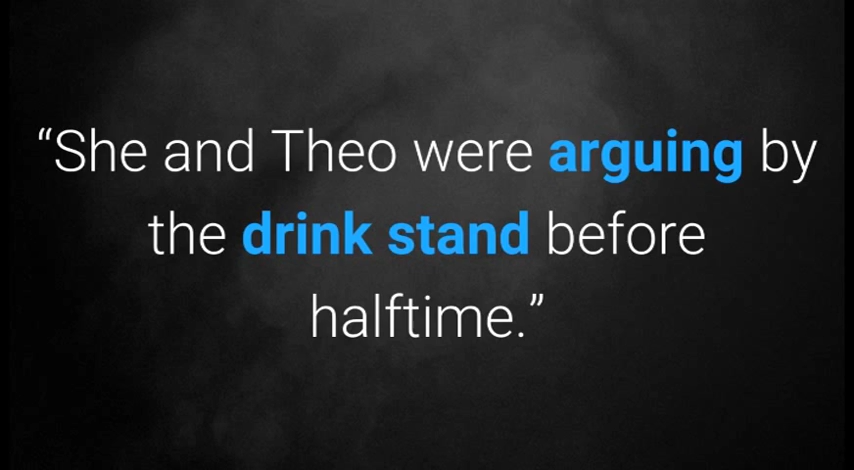 “She and Theo were arguing by
the drink stand before
halftime.”